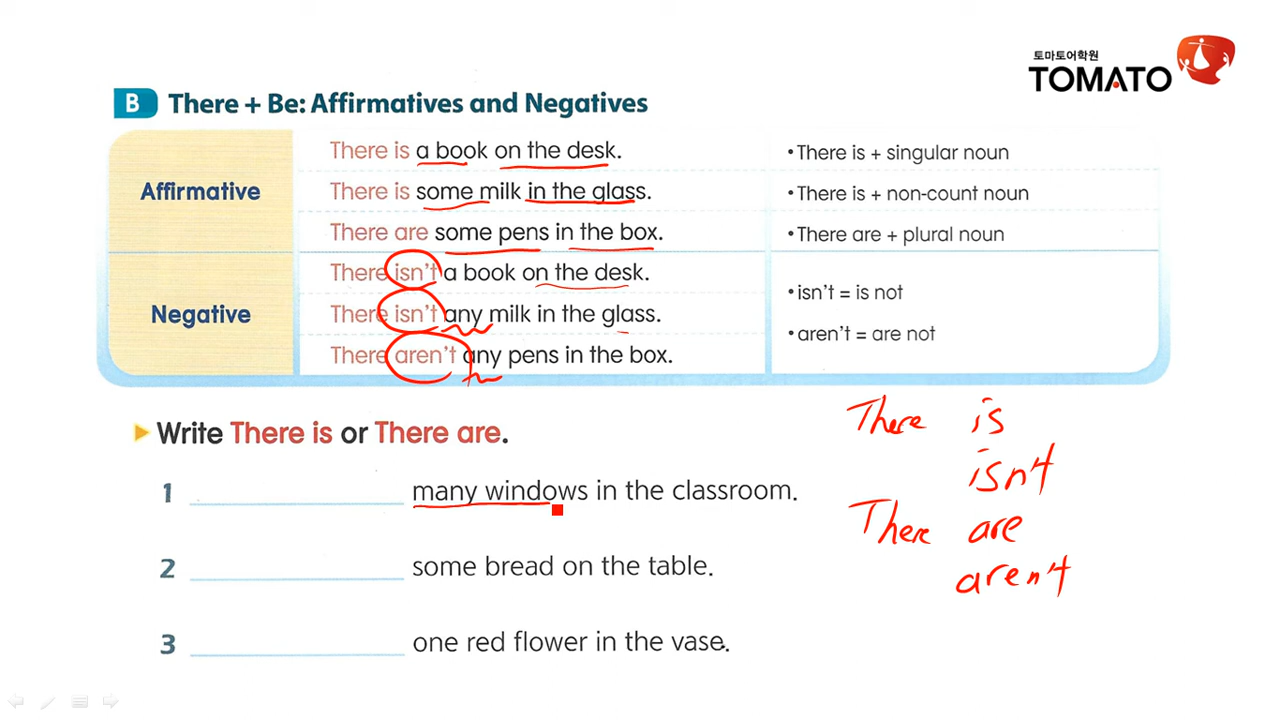 토마토어학원
TOMATO
B There + Be: Affirmatives and Negatives
Affirmative
There is a book on the desk.
• There is + singular noun
There is some milk in the glass.
• There is + non-count noun
There are some pens in the box.
• There are + plural noun
Negative
There isn't a book on the desk.
There isn't any milk in the glass.
There aren't any pens in the box.
• isn't = is not
• aren't = are not
There is
isn't
There are
aren't
Write There is or There are.
1 ____________ many windows in the classroom.
2 ____________ some bread on the table.
3 ____________ one red flower in the vase.